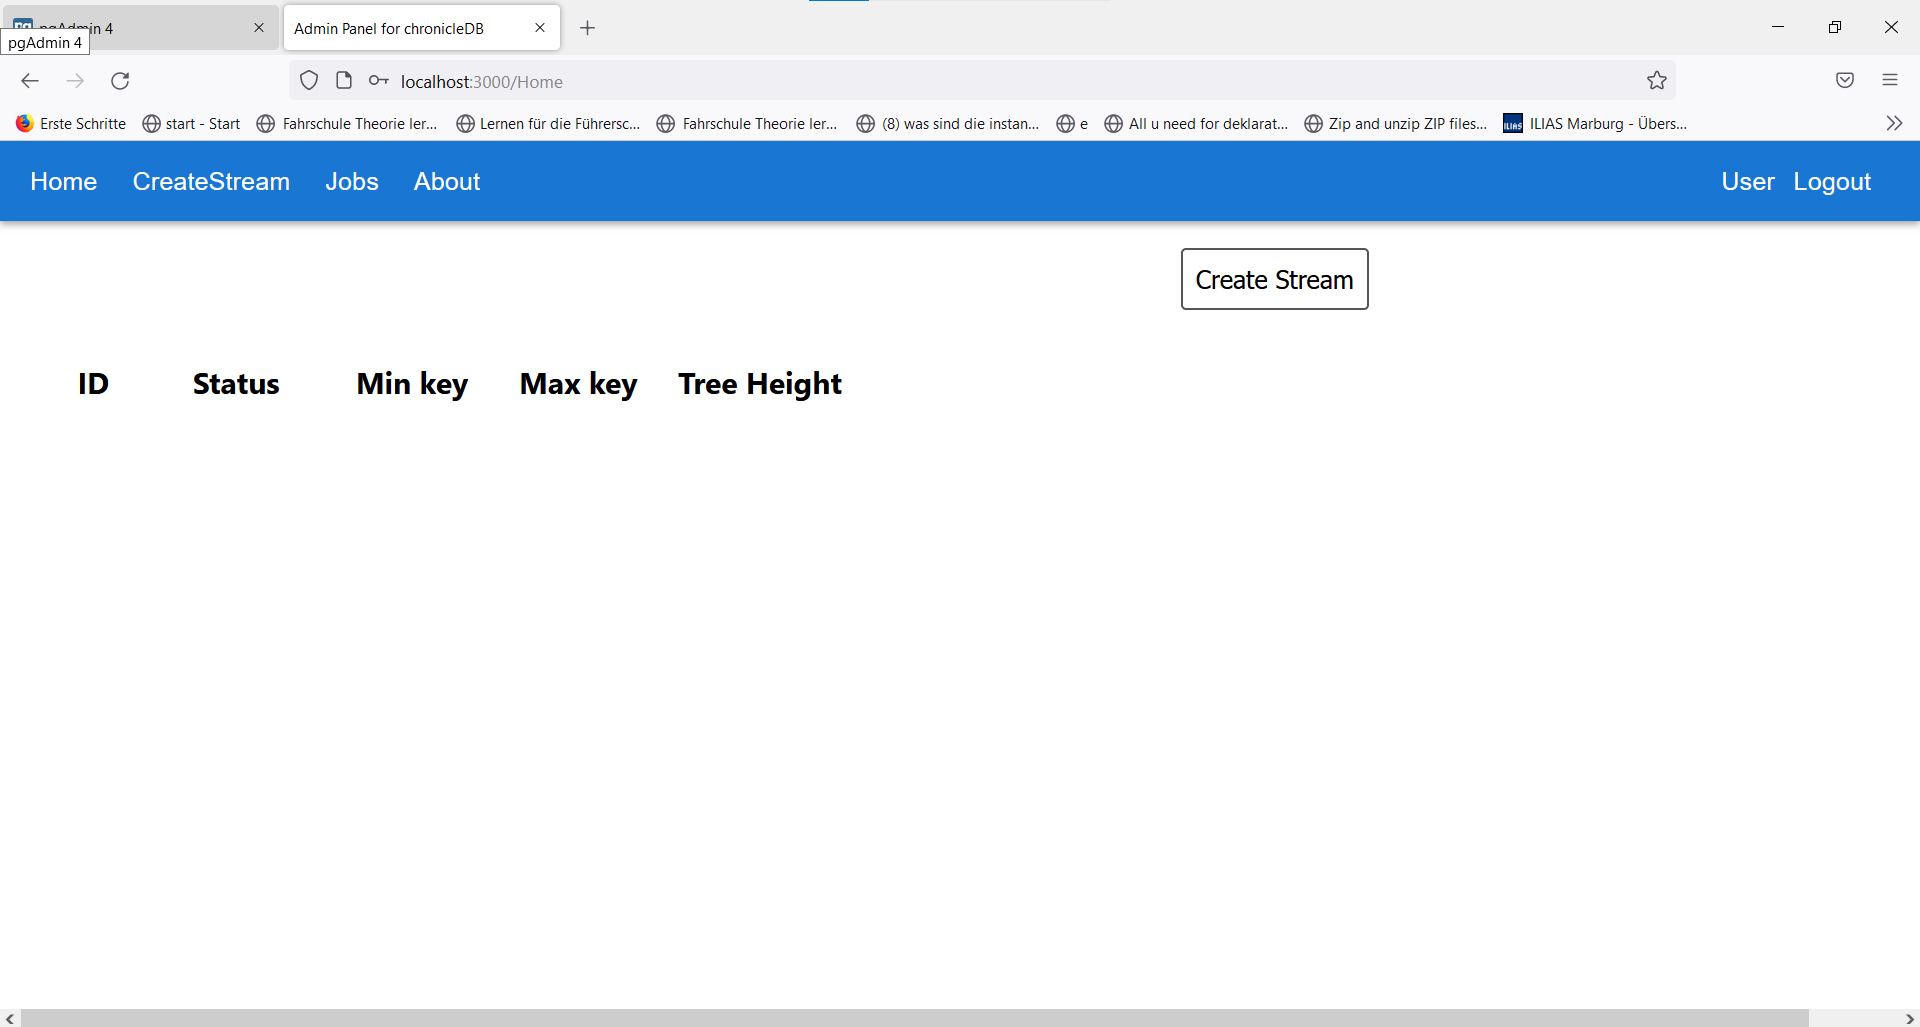 pgAdmin 4
Admin Panel for chronicleDB
pgAdmin 4
localhost:3000/Home
Erste Schritte
start - Start
Fahrschule Theorie ler...
Lernen für die Führersc...
Fahrschule Theorie ler...
(8) was sind die instan...
e
All u need for deklarat...
Zip and unzip ZIP files...
ILIAS
ILIAS Marburg - Übers...
Home
CreateStream
Jobs
About
User
Logout
Create Stream
ID Status Min key Max key Tree Height